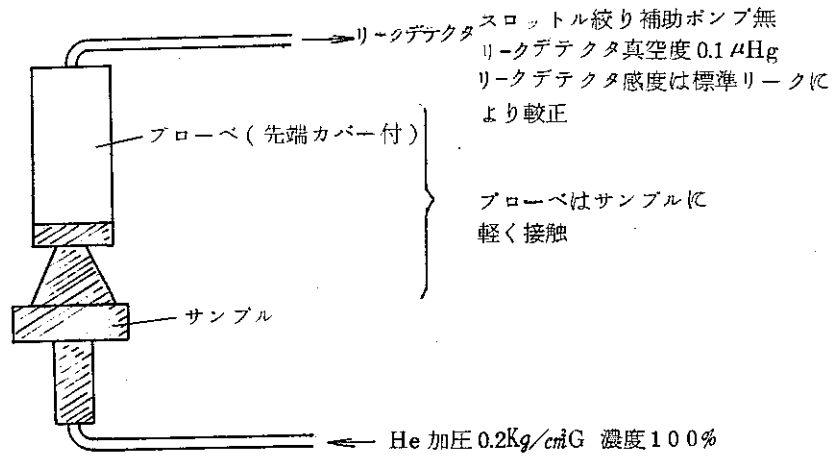 リークデテクタ スロットル絞り補助ポンプ無
リークデテクタ真空度0.1μHg
リークデテクタ感度は標準リークに
より較正
プローベ(先端カバー付)
プローベはサンプルに
軽く接触
サンプル
He 加圧0.2Kg/cm²G 濃度100%